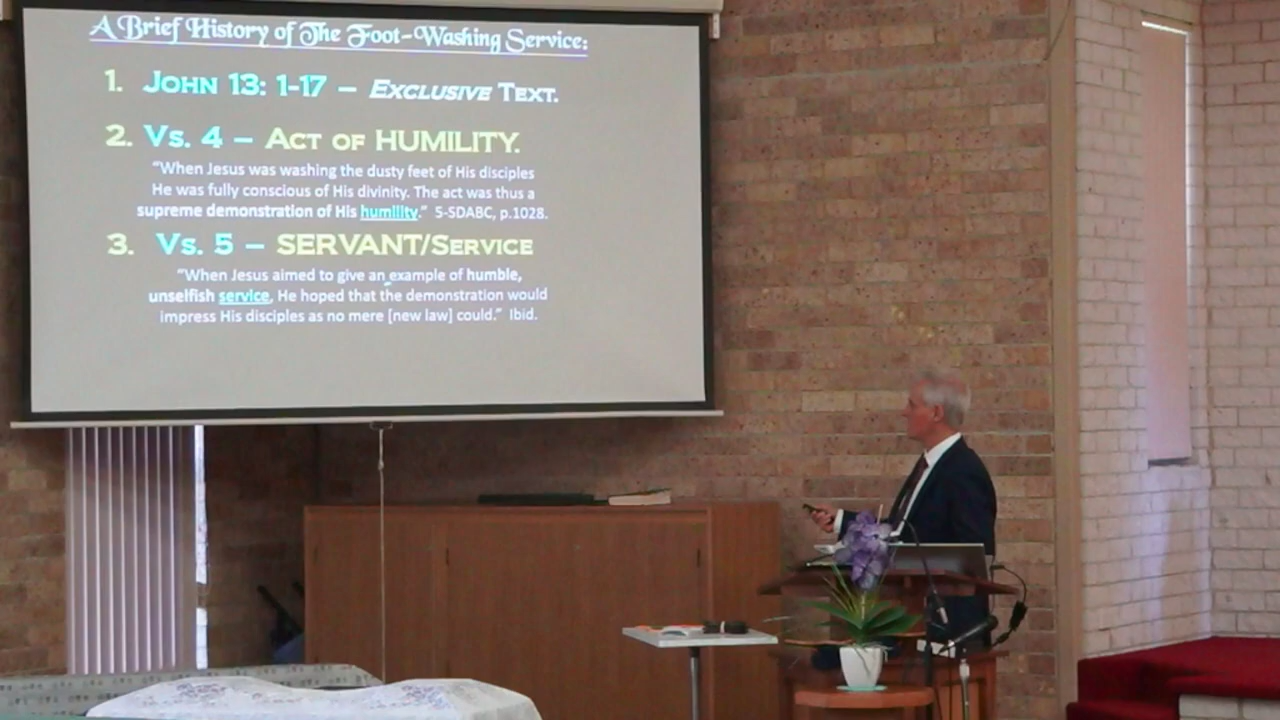 A Brief History of The Foot-Washing Service:
1. JOHN 13: 1-17 – EXCLUSIVE TEXT.
2. VS. 4 – ACT OF HUMILITY.
"When Jesus was washing the dusty feet of His disciples
He was fully conscious of His divinity. The act was thus a
supreme demonstration of His humility." 5-SDABC, p.1028.
3. VS. 5 – SERVANT/SERVICE
"When Jesus aimed to give an example of humble,
unselfish service, He hoped that the demonstration would
impress His disciples as no mere [new law] could." Ibid.